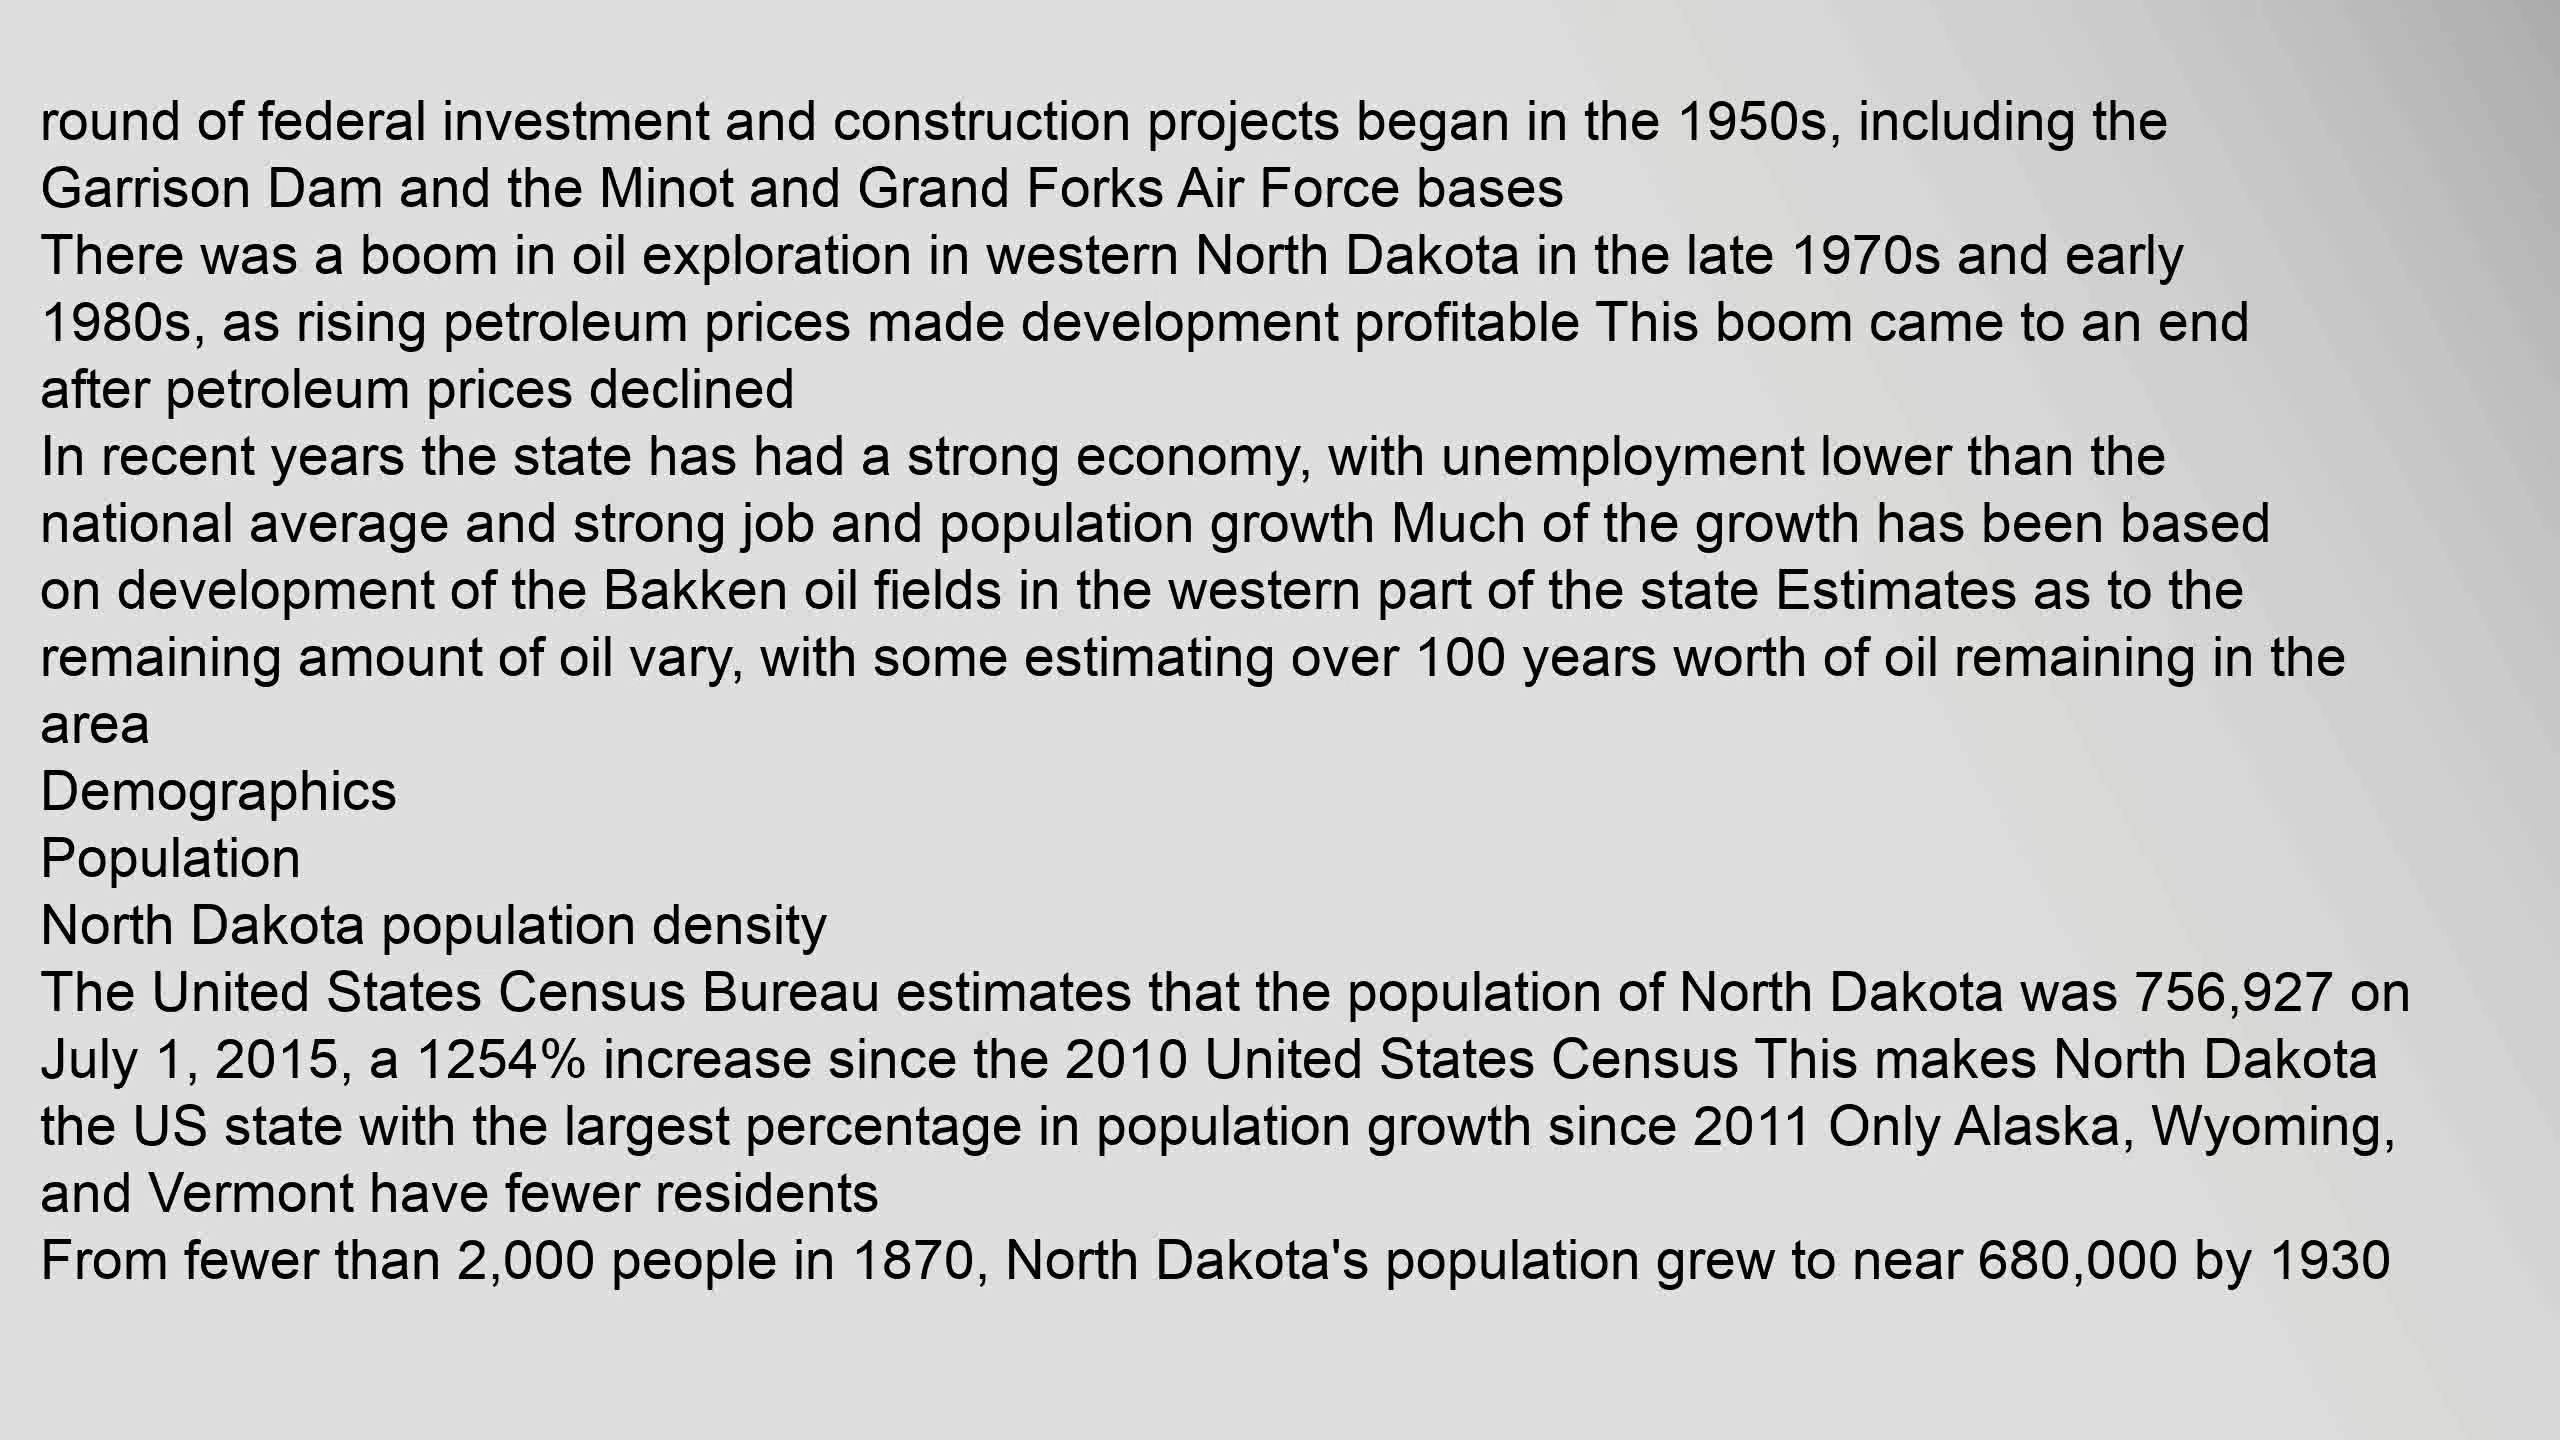 round of federal investment and construction projects began in the 1950s, including the
Garrison Dam and the Minot and Grand Forks Air Force bases
There was a boom in oil exploration in western North Dakota in the late 1970s and early
1980s, as rising petroleum prices made development profitable This boom came to an end
after petroleum prices declined
In recent years the state has had a strong economy, with unemployment lower than the
national average and strong job and population growth Much of the growth has been based
on development of the Bakken oil fields in the western part of the state Estimates as to the
remaining amount of oil vary, with some estimating over 100 years worth of oil remaining in the
area
Demographics
Population
North Dakota population density
The United States Census Bureau estimates that the population of North Dakota was 756,927 on
July 1, 2015, a 1254% increase since the 2010 United States Census This makes North Dakota
the US state with the largest percentage in population growth since 2011 Only Alaska, Wyoming,
and Vermont have fewer residents
From fewer than 2,000 people in 1870, North Dakota's population grew to near 680,000 by 1930